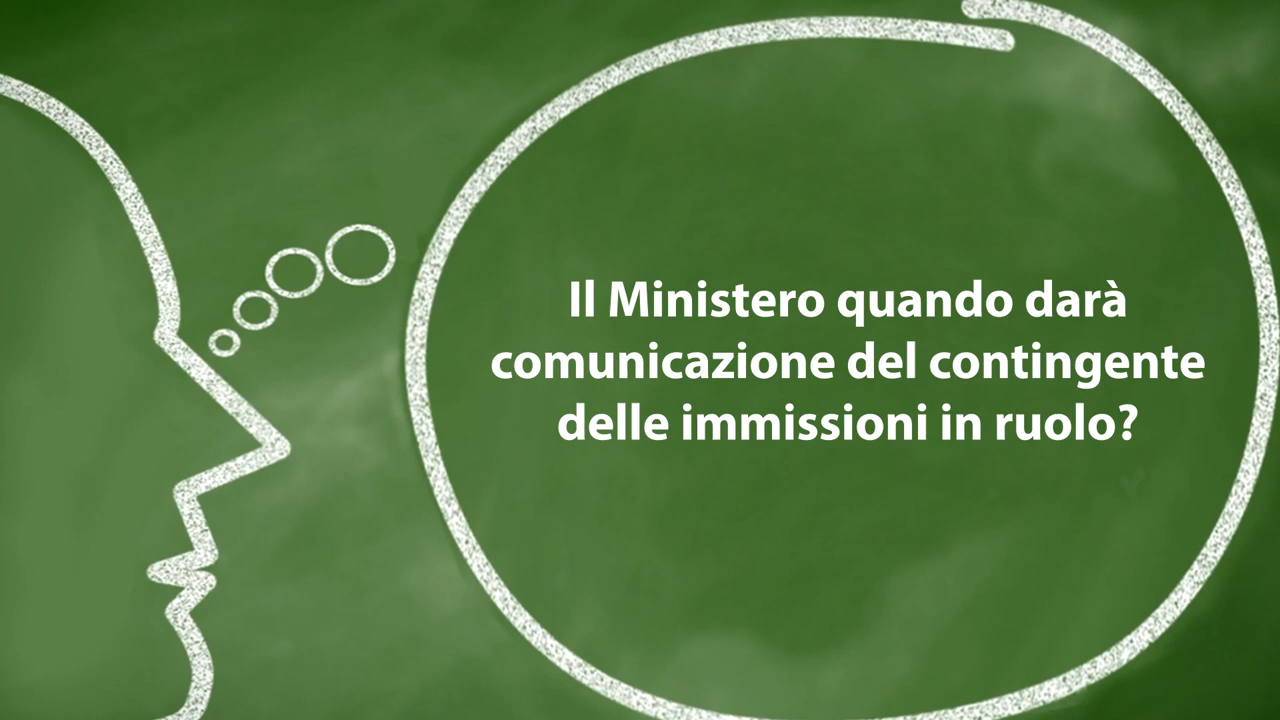 Il Ministero quando darà
comunicazione del contingente
delle immissioni in ruolo?